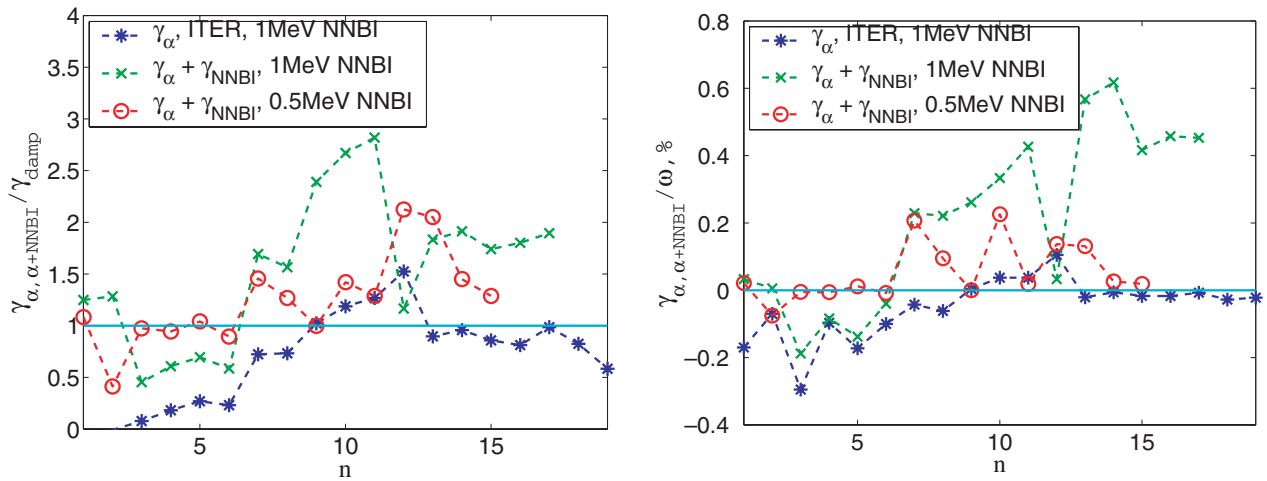 γα, ITER, 1MeV NNBI
γα + γNNBI, 1MeV NNBI
γα + γNNBI, 0.5MeV NNBI
γα, α+NNBI/γdamp
4
3.5
3
2.5
2
1.5
1
0.5
0
5
10
15
n
γα, ITER, 1MeV NNBI
γα + γNNBI, 1MeV NNBI
γα + γNNBI, 0.5MeV NNBI
γα, α+NNBI/ω, %
0.8
0.6
0.4
0.2
0
−0.2
−0.4
5
10
15
n